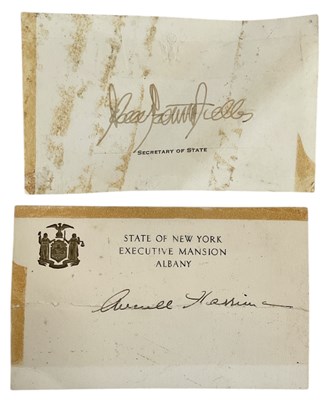 SECRETARY OF STATE
STATE OF NEW YORK
EXECUTIVE MANSION
ALBANY
Averell Harriman